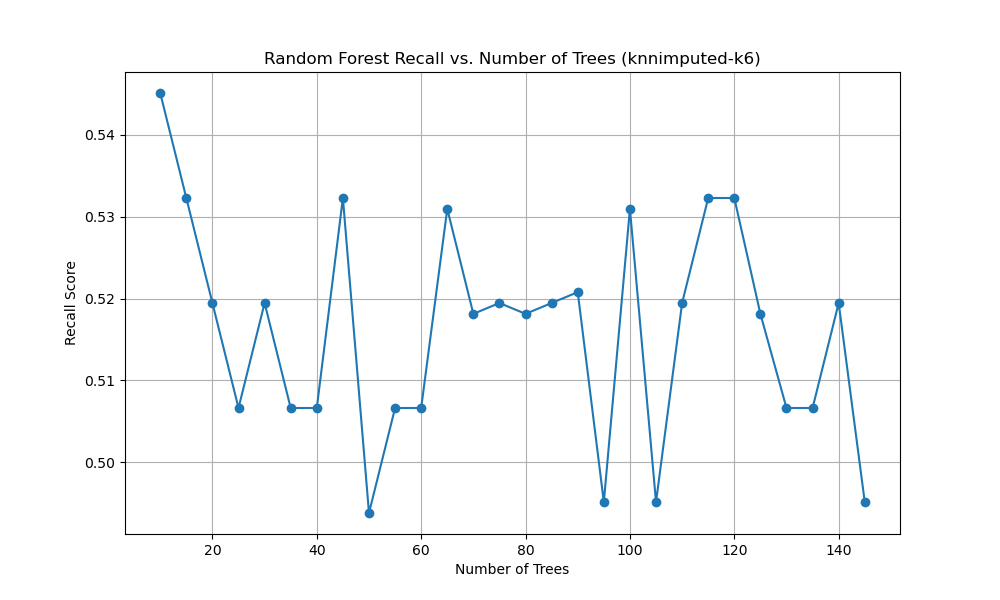 Random Forest Recall vs. Number of Trees (knnimputed-k6)
Recall Score
0.54
0.53
0.52
0.51
0.50
20 40 60 80 100 120 140
Number of Trees